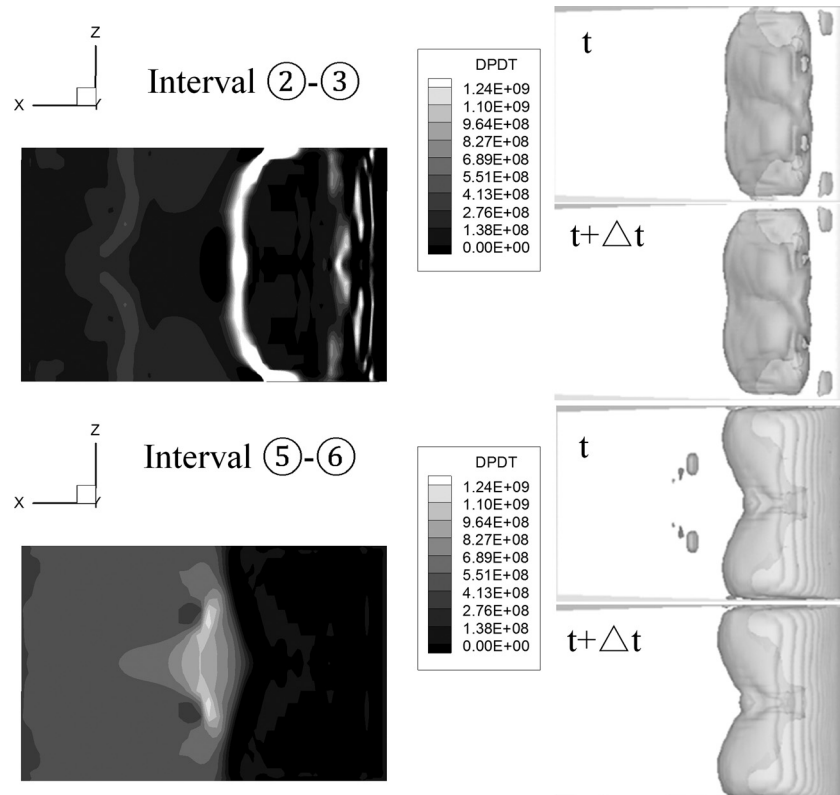 Z
X
Y
Interval ②-③
DPDT
1.24E+09
1.10E+09
9.64E+08
8.27E+08
6.89E+08
5.51E+08
4.13E+08
2.76E+08
1.38E+08
0.00E+00
t
t+△t
Z
X
Y
Interval ⑤-⑥
DPDT
1.24E+09
1.10E+09
9.64E+08
8.27E+08
6.89E+08
5.51E+08
4.13E+08
2.76E+08
1.38E+08
0.00E+00
t
t+△t